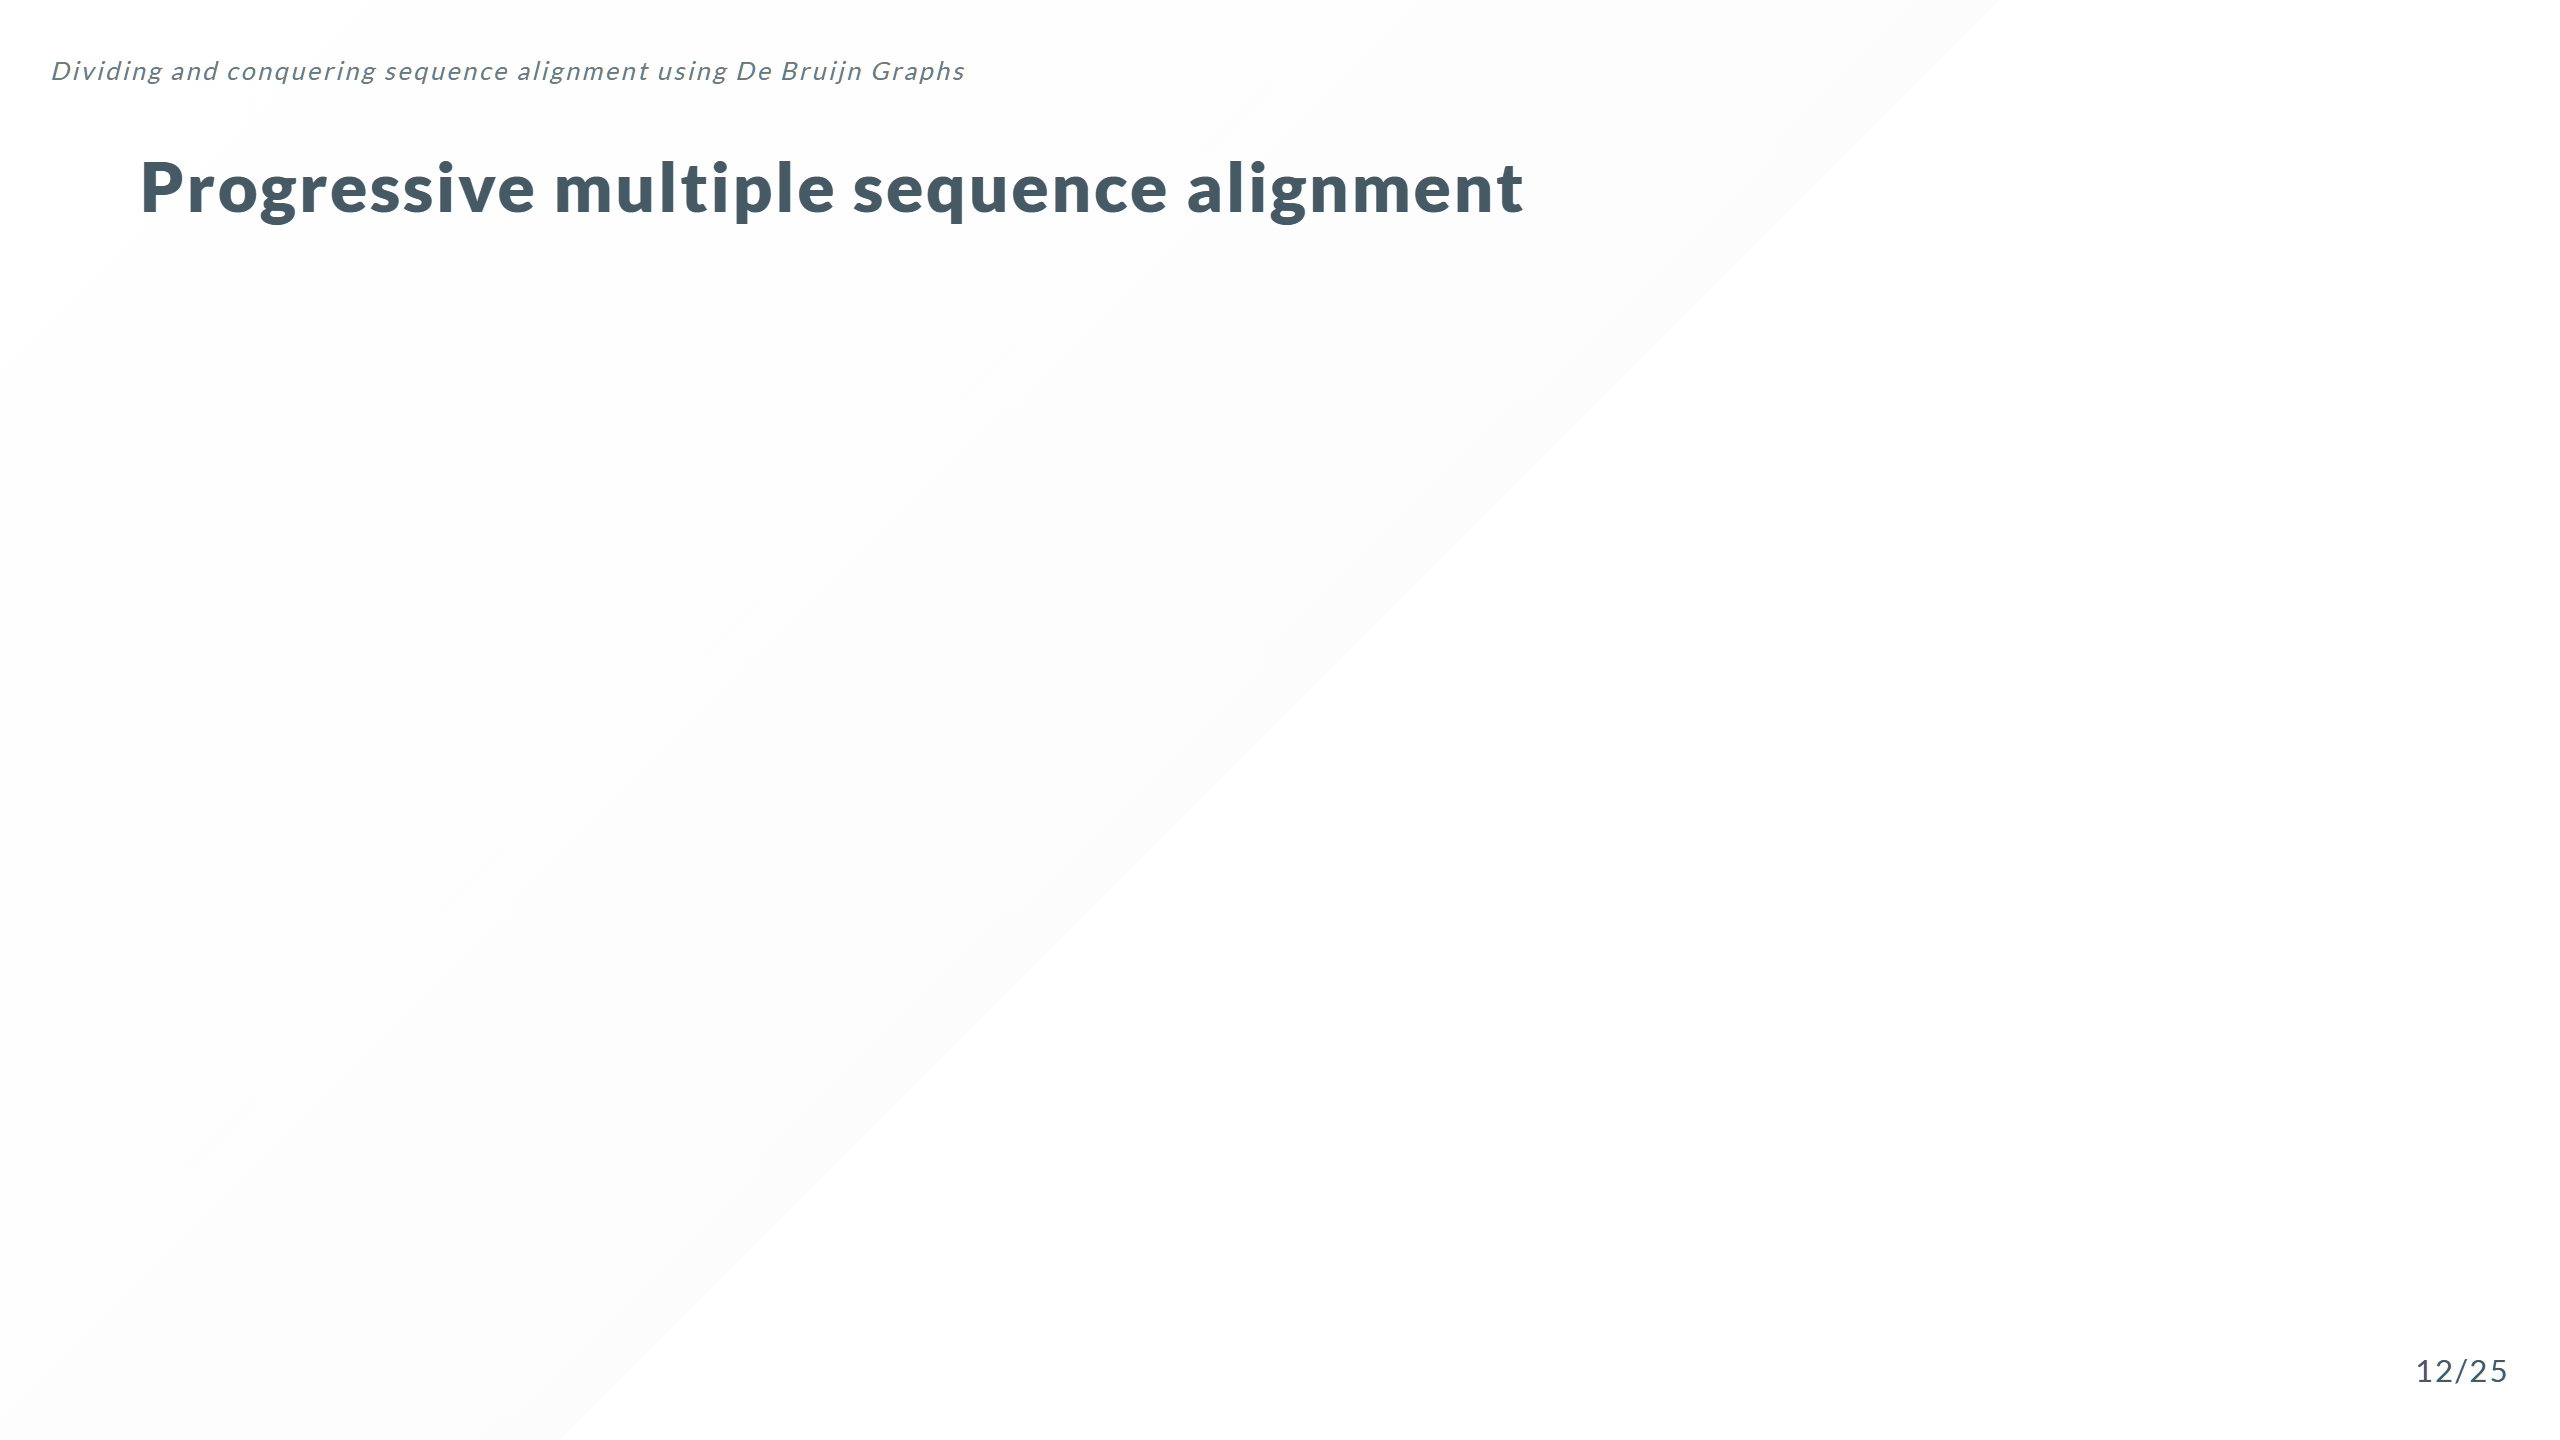 Dividing and conquering sequence alignment using De Bruijn Graphs
Progressive multiple sequence alignment
12/25